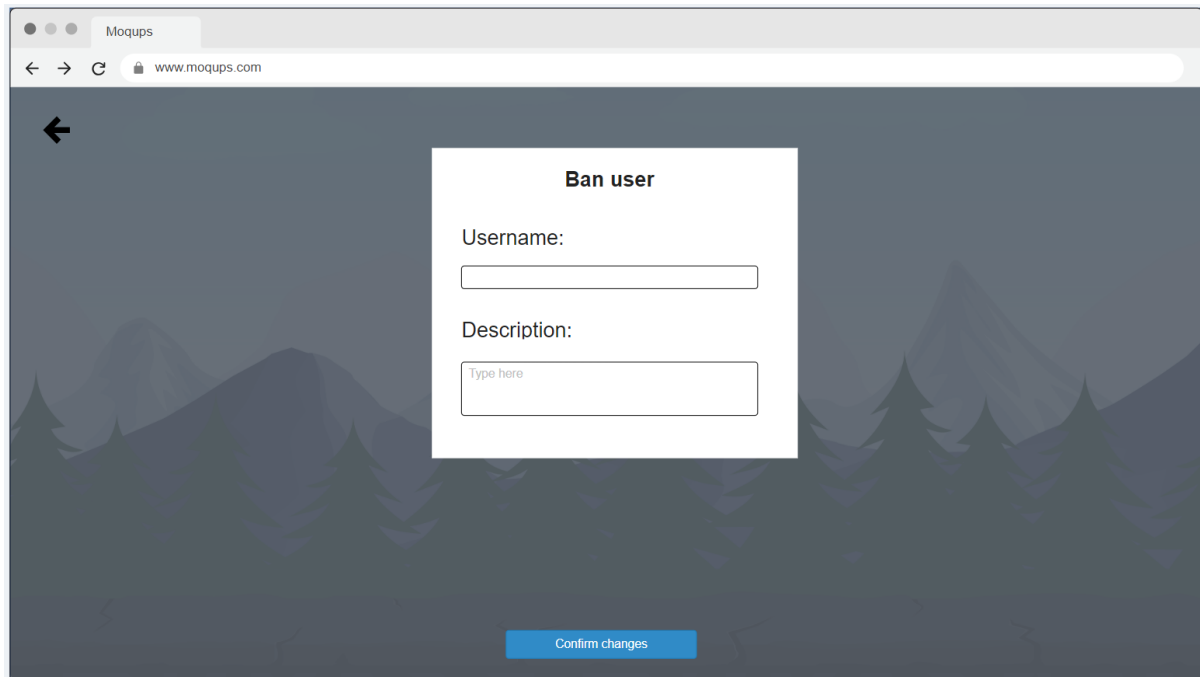 Moqups
www.moqups.com
Ban user
Username:
Description:
Type here
Confirm changes